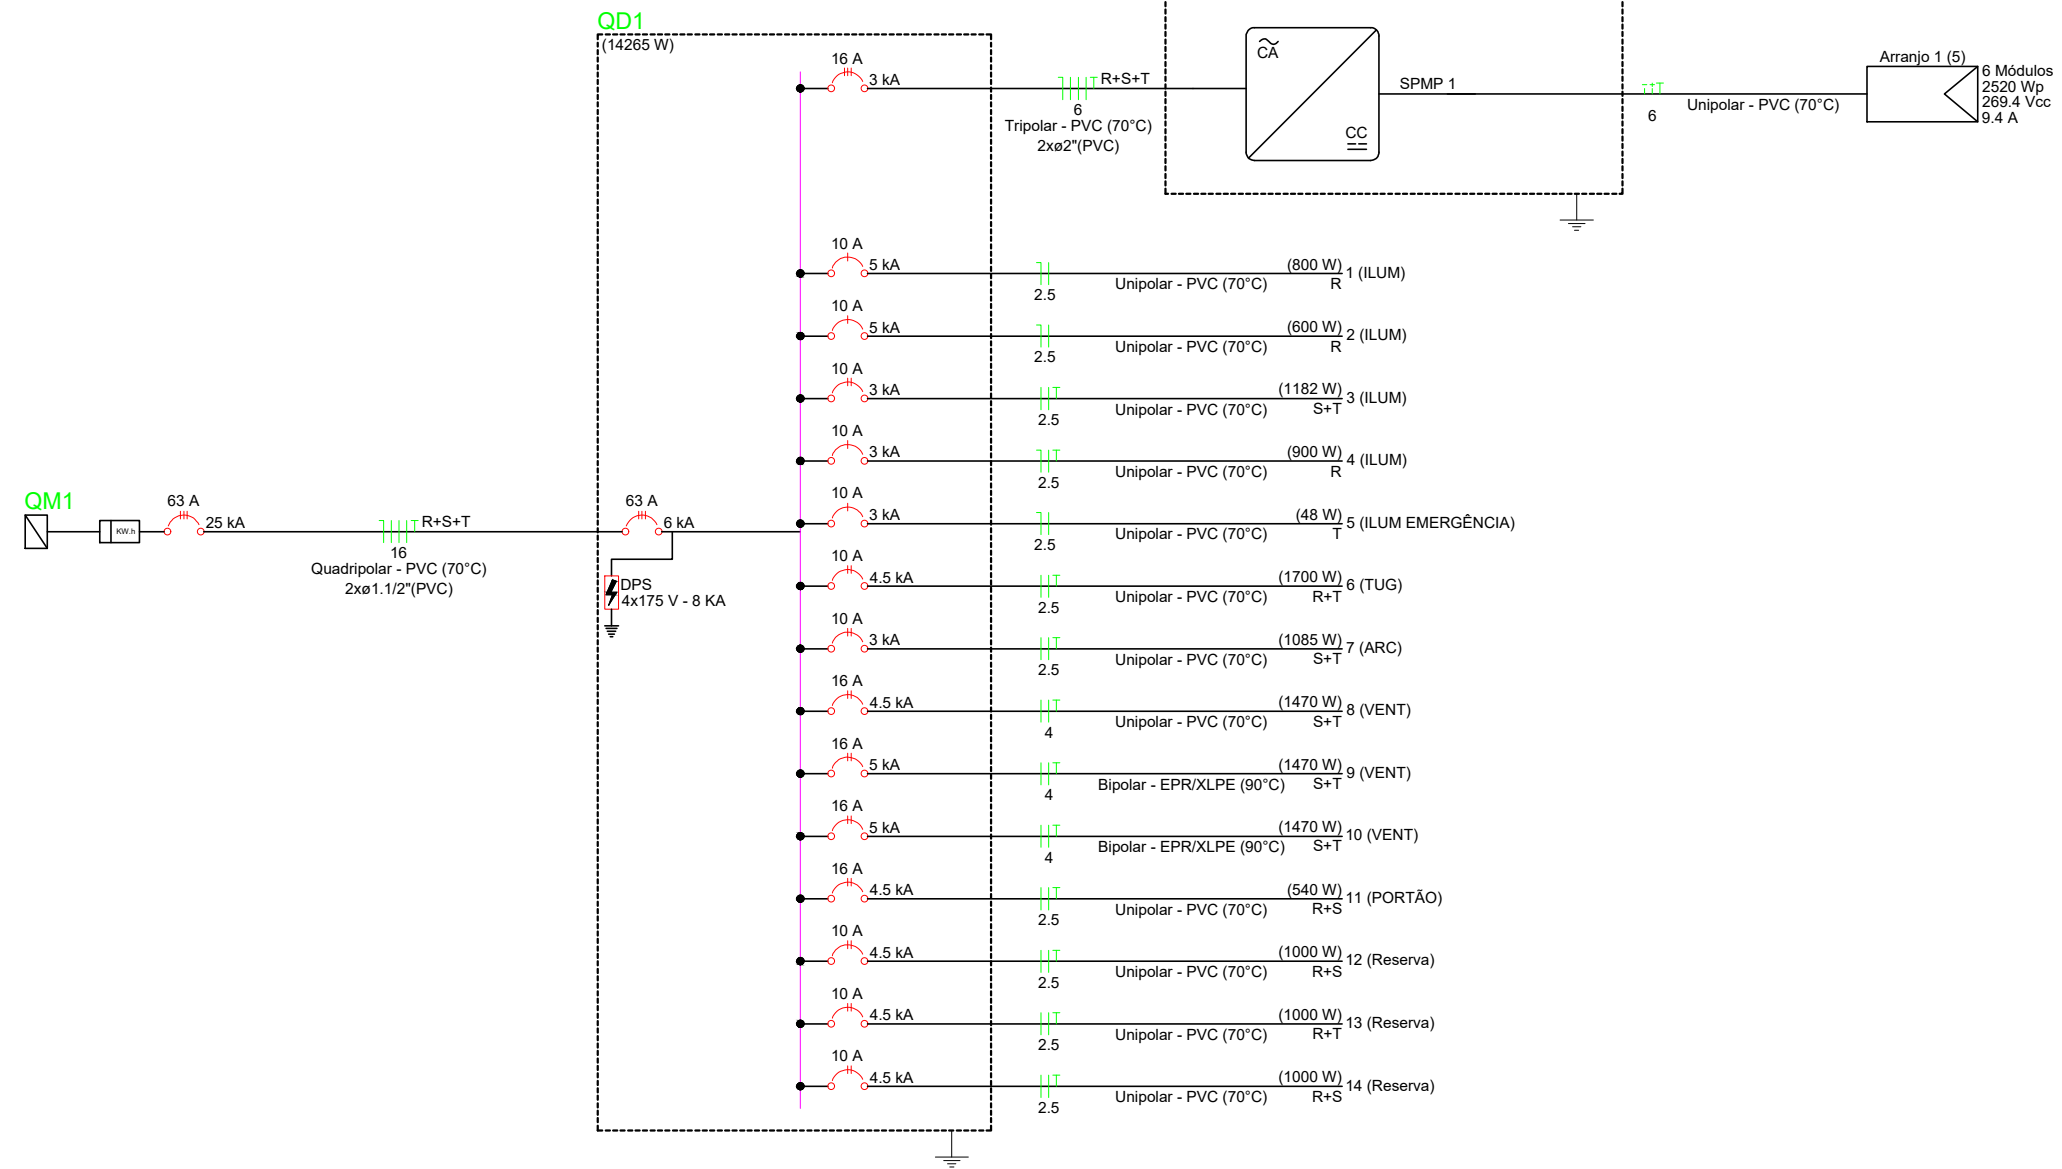 QD1
(14265 W)
16 A
3 kA
R+S+T
6
Tripolar - PVC (70°C)
2xø2"(PVC)
CA
CC
SPMP 1
6
Unipolar - PVC (70°C)
Arranjo 1 (5)
6 Módulos
2520 Wp
269.4 Vcc
9.4 A
10 A
5 kA
2.5
Unipolar - PVC (70°C)
(800 W)
R
1 (ILUM)
10 A
5 kA
2.5
Unipolar - PVC (70°C)
(600 W)
R
2 (ILUM)
10 A
3 kA
2.5
Unipolar - PVC (70°C)
(1182 W)
S+T
3 (ILUM)
10 A
3 kA
2.5
Unipolar - PVC (70°C)
(900 W)
R
4 (ILUM)
QM1
KW.h
63 A
25 kA
R+S+T
16
Quadripolar - PVC (70°C)
2xø1.1/2"(PVC)
63 A
6 kA
DPS
4x175 V - 8 KA
10 A
3 kA
2.5
Unipolar - PVC (70°C)
(48 W)
T
5 (ILUM EMERGÊNCIA)
10 A
4.5 kA
2.5
Unipolar - PVC (70°C)
(1700 W)
R+T
6 (TUG)
10 A
3 kA
2.5
Unipolar - PVC (70°C)
(1085 W)
S+T
7 (ARC)
16 A
4.5 kA
4
Unipolar - PVC (70°C)
(1470 W)
S+T
8 (VENT)
16 A
5 kA
4
Bipolar - EPR/XLPE (90°C)
(1470 W)
S+T
9 (VENT)
16 A
5 kA
4
Bipolar - EPR/XLPE (90°C)
(1470 W)
S+T
10 (VENT)
16 A
4.5 kA
2.5
Unipolar - PVC (70°C)
(540 W)
R+S
11 (PORTÃO)
10 A
4.5 kA
2.5
Unipolar - PVC (70°C)
(1000 W)
R+S
12 (Reserva)
10 A
4.5 kA
2.5
Unipolar - PVC (70°C)
(1000 W)
R+T
13 (Reserva)
10 A
4.5 kA
2.5
Unipolar - PVC (70°C)
(1000 W)
R+S
14 (Reserva)